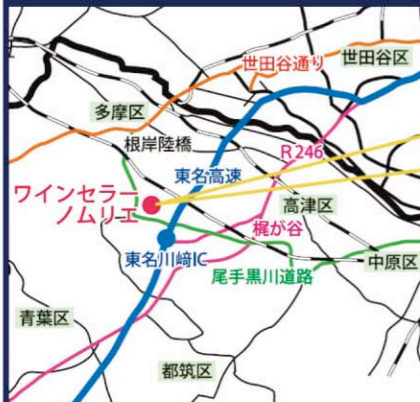 世田谷通り
世田谷区
多摩区
根岸陸橋
R246
東名高速
ワインセラー
ノムリエ
高津区
梶が谷
東名川﨑IC
中原区
尾手黒川道路
青葉区
都筑区